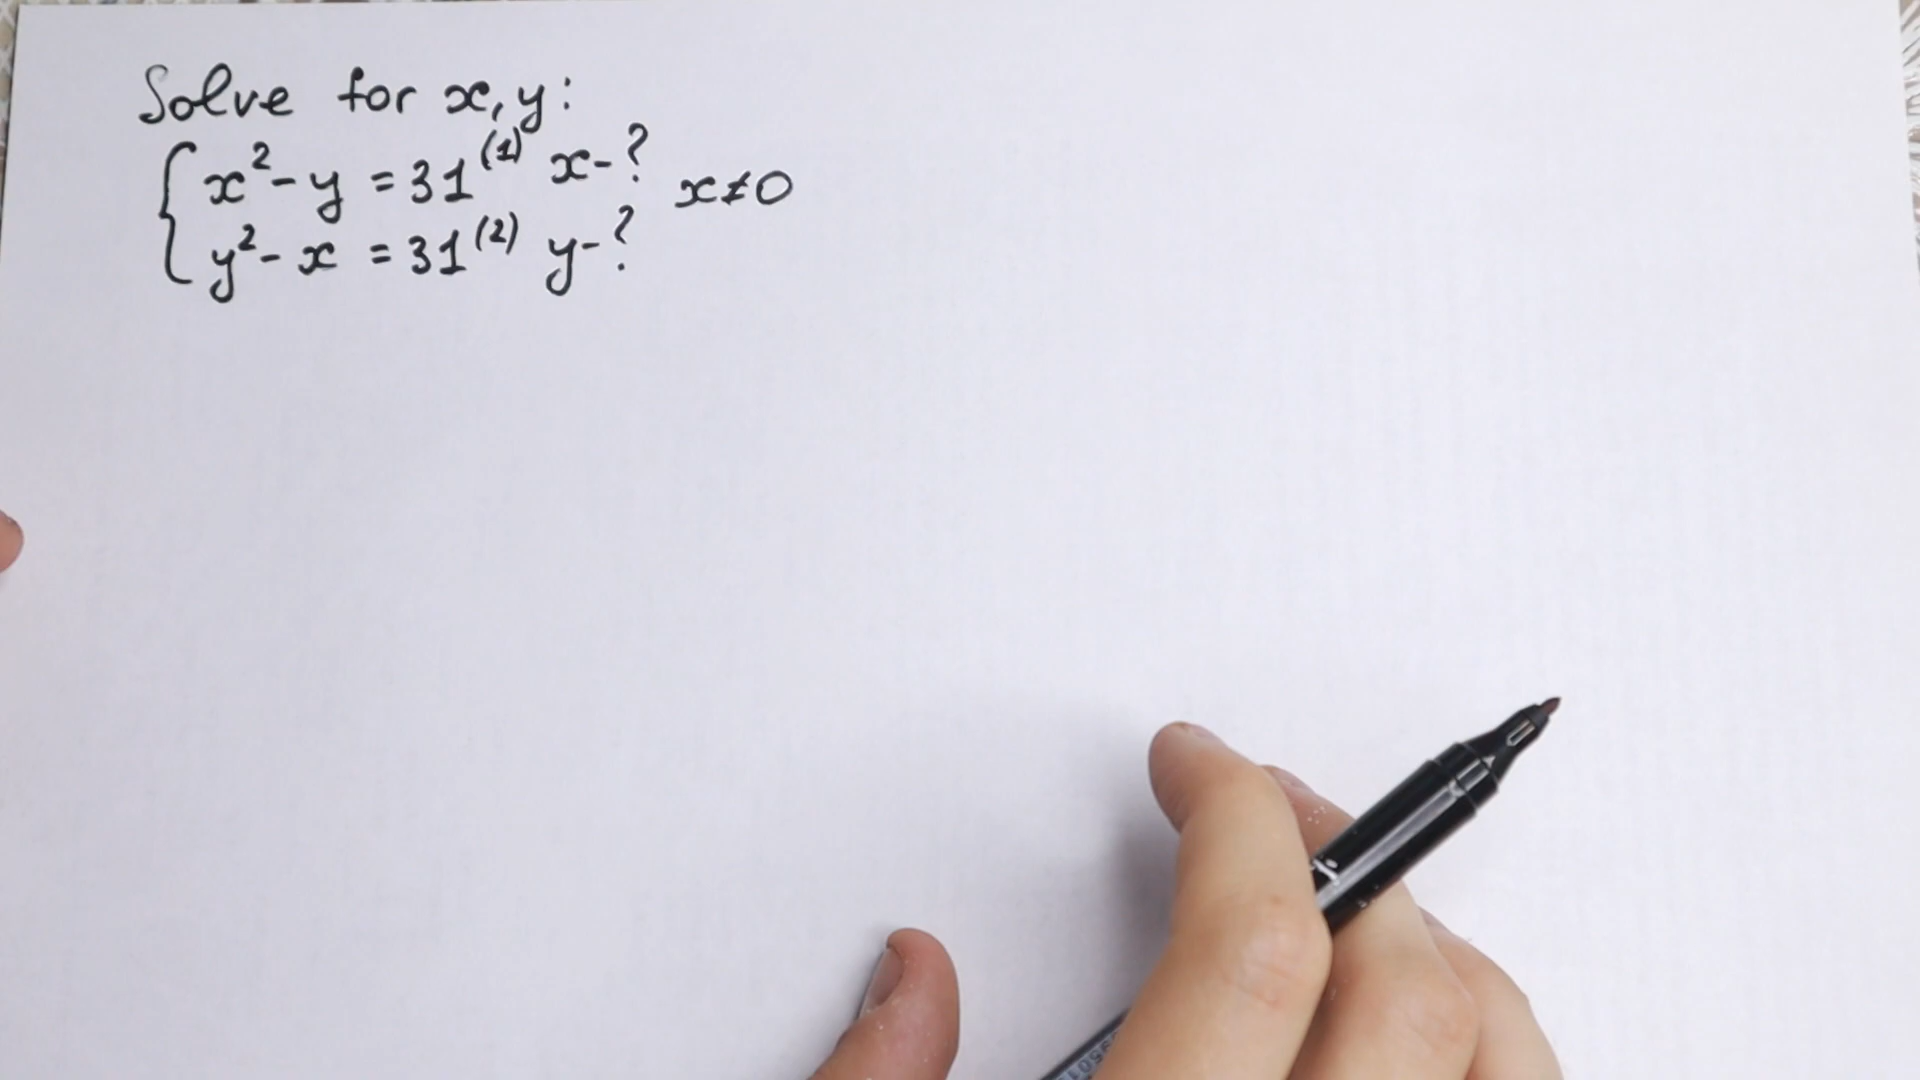 Solve for x, y:
x² - y = 31 (1) x - ?
x ≠ 0
y² - x = 31 (2) y - ?